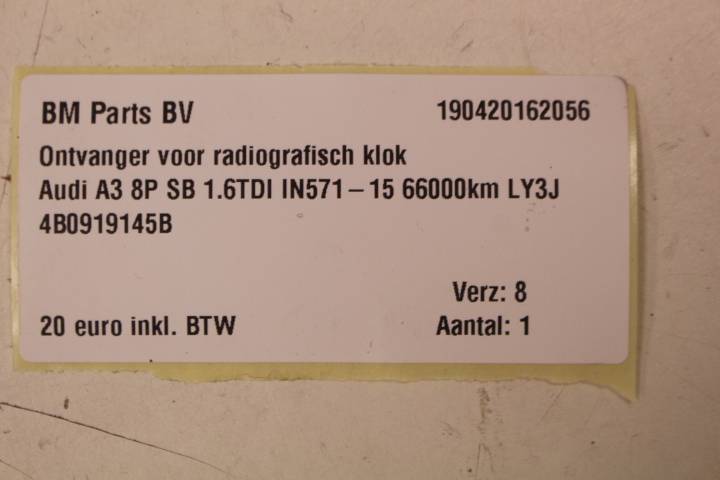 BM Parts BV 190420162056
Ontvanger voor radiografisch klok
Audi A3 8P SB 1.6TDI IN571-15 66000km LY3J
4B0919145B
Verz: 8
20 euro inkl. BTW Aantal: 1